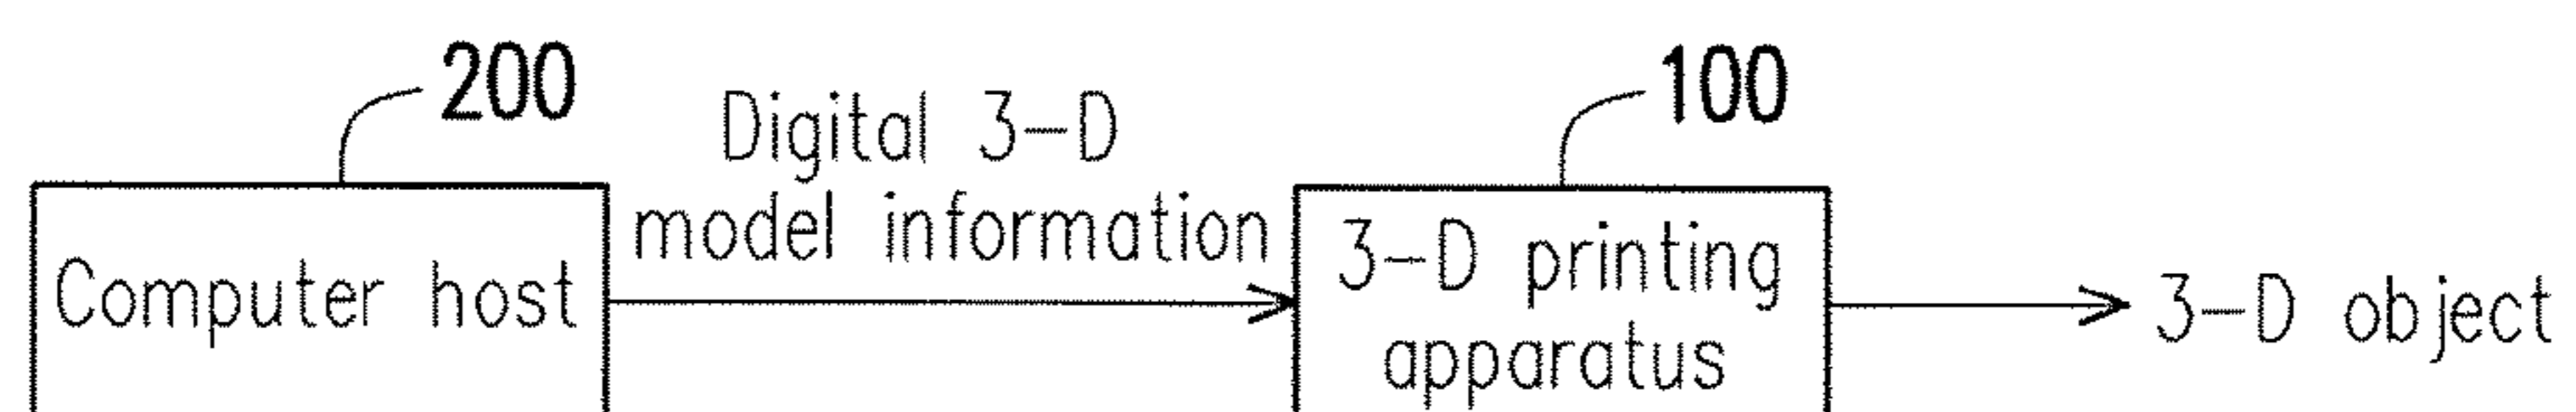 200
100
Digital 3-D
model information
Computer host
3-D printing
apparatus
3-D object